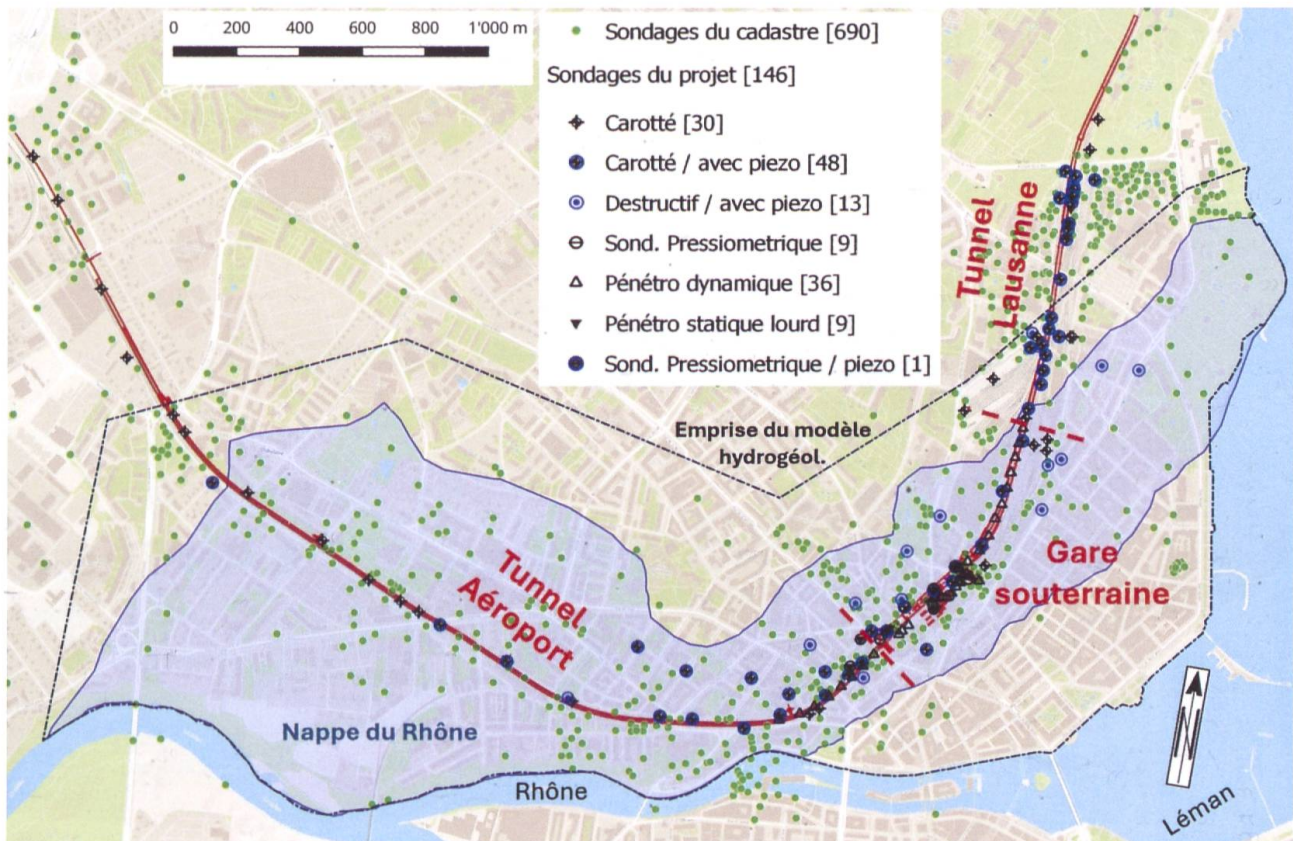 0 200 400 600 800 1'000 m
Sondages du cadastre [690]
Sondages du projet [146]
Carotté [30]
Carotté / avec piezo [48]
Destructif / avec piezo [13]
Sond. Pressiometrique [9]
Pénétro dynamique [36]
Pénétro statique lourd [9]
Sond. Pressiometrique / piezo [1]
Tunnel
Lausanne
Emprise du modèle
hydrogéol.
Tunnel
Aéroport
Gare
souterraine
Nappe du Rhône
Rhône
Léman
N